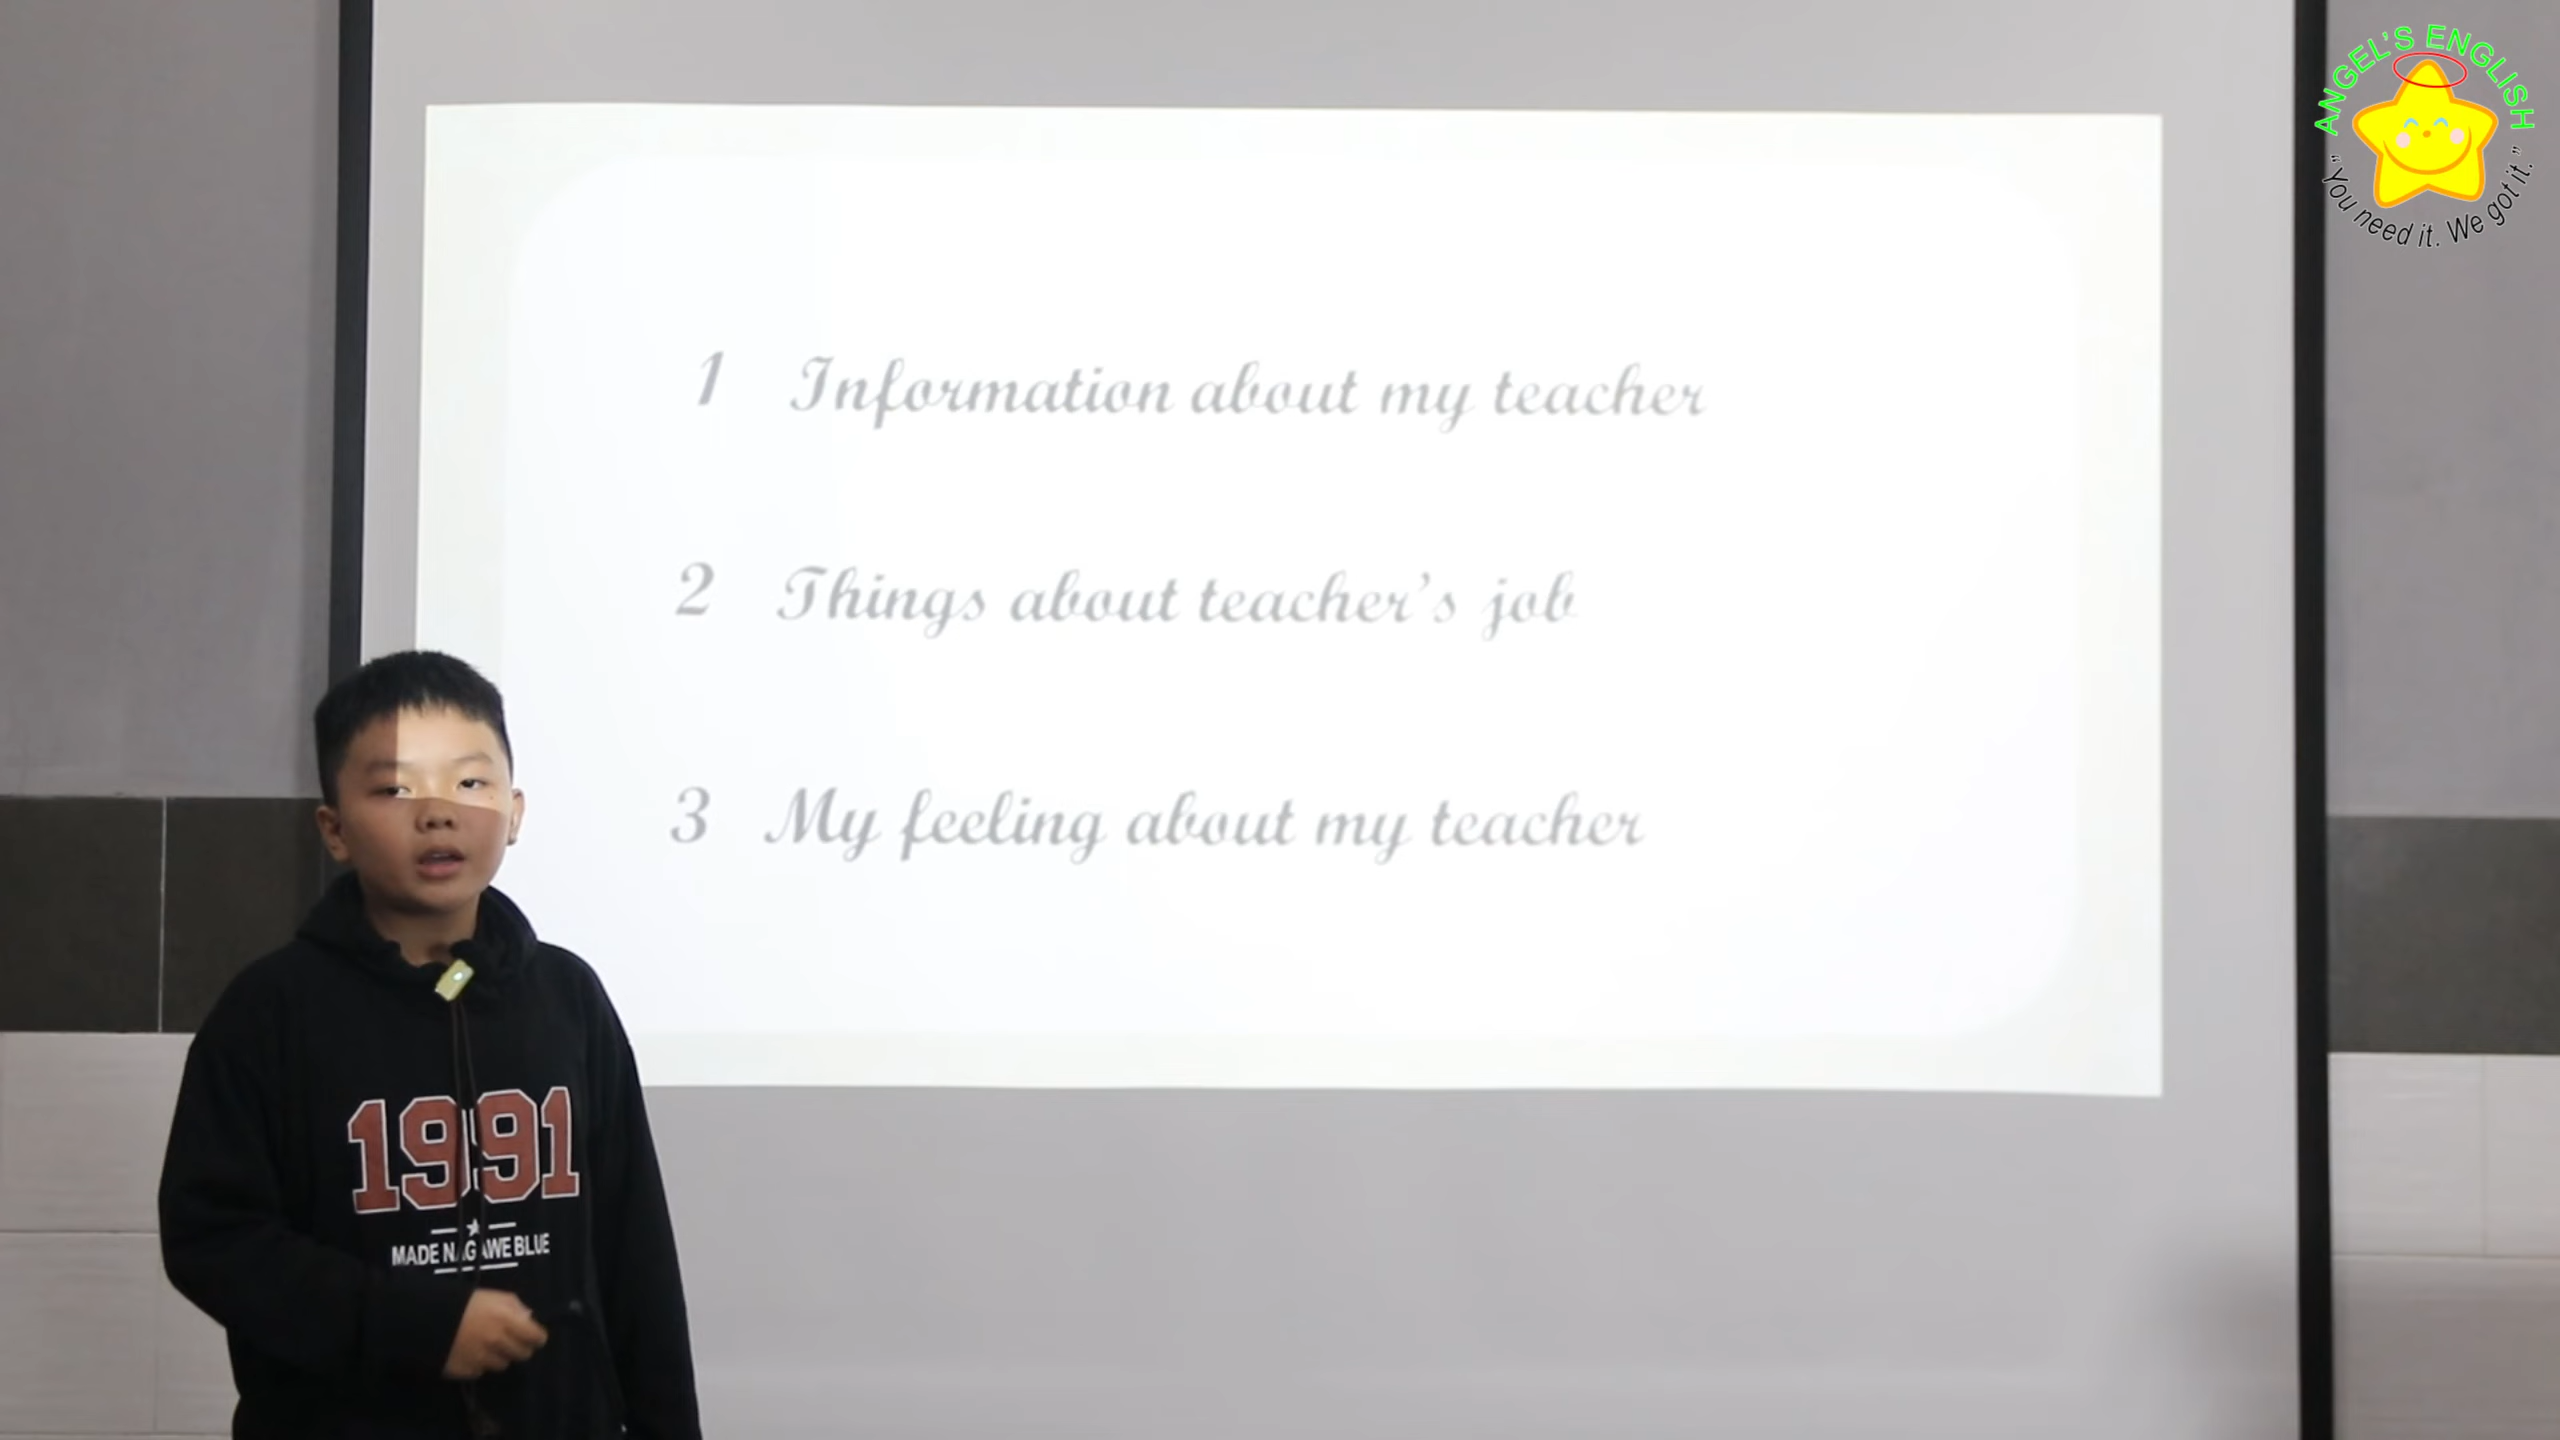 ANGEL'S ENGLISH
"You need it. We got it."
1 Information about my teacher
2 Things about teacher's job
3 My feeling about my teacher
1991
MADE BLUE